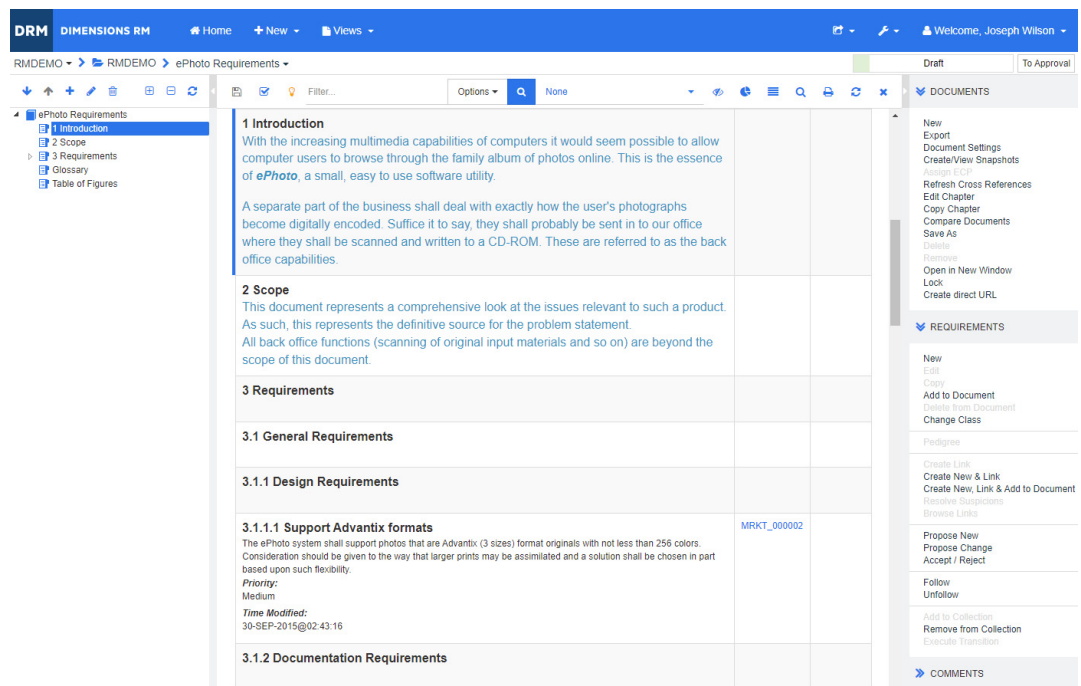 DRM DIMENSIONS RM Home New Views Welcome, Joseph Wilson
RMDEMO RMDEMO ePhoto Requirements Draft To Approval
Filter... Options None
ePhoto Requirements
1 Introduction
2 Scope
3 Requirements
Glossary
Table of Figures
1 Introduction
With the increasing multimedia capabilities of computers it would seem possible to allow
computer users to browse through the family album of photos online. This is the essence
of ePhoto, a small, easy to use software utility.
A separate part of the business shall deal with exactly how the user's photographs
become digitally encoded. Suffice it to say, they shall probably be sent in to our office
where they shall be scanned and written to a CD-ROM. These are referred to as the back
office capabilities.
2 Scope
This document represents a comprehensive look at the issues relevant to such a product.
As such, this represents the definitive source for the problem statement.
All back office functions (scanning of original input materials and so on) are beyond the
scope of this document.
3 Requirements
3.1 General Requirements
3.1.1 Design Requirements
3.1.1.1 Support Advantix formats MRKT_000002
The ePhoto system shall support photos that are Advantix (3 sizes) format originals with not less than 256 colors.
Consideration should be given to the way that larger prints may be assimilated and a solution shall be chosen in part
based upon such flexibility.
Priority:
Medium
Time Modified:
30-SEP-2015@02:43:16
3.1.2 Documentation Requirements
DOCUMENTS
New
Export
Document Settings
Create/View Snapshots
Assign ECP
Refresh Cross References
Edit Chapter
Copy Chapter
Compare Documents
Save As
Delete
Remove
Open in New Window
Lock
Create direct URL
REQUIREMENTS
New
Edit
Copy
Add to Document
Delete from Document
Change Class
Pedigree
Create Link
Create New & Link
Create New, Link & Add to Document
Resolve Suspicions
Browse Links
Propose New
Propose Change
Accept / Reject
Follow
Unfollow
Add to Collection
Remove from Collection
Execute Transition
COMMENTS